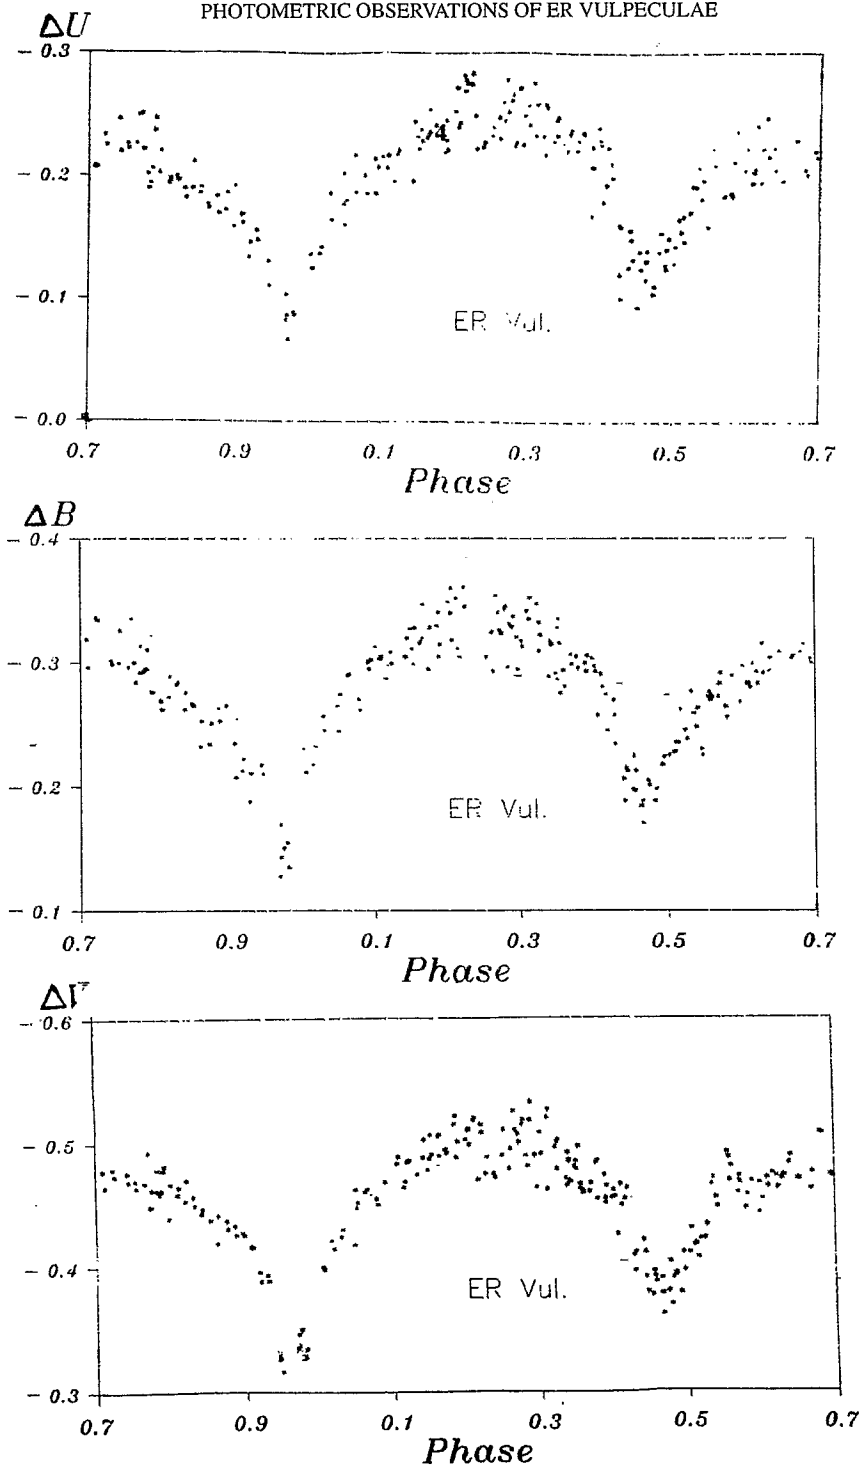 PHOTOMETRIC OBSERVATIONS OF ER VULPECULAE
ΔU
– 0.3
– 0.2
– 0.1
– 0.0
4
ER Vul.
0.7 0.9 0.1 0.3 0.5 0.7
Phase
ΔB
– 0.4
– 0.3
– 0.2
– 0.1
ER Vul.
0.7 0.9 0.1 0.3 0.5 0.7
Phase
ΔV
– 0.6
– 0.5
– 0.4
– 0.3
ER Vul.
0.7 0.9 0.1 0.3 0.5 0.7
Phase